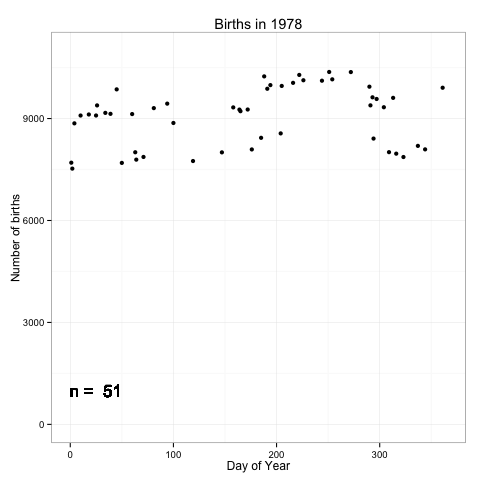 Births in 1978
Number of births
9000
6000
3000
0
n = 51
0 100 200 300
Day of Year